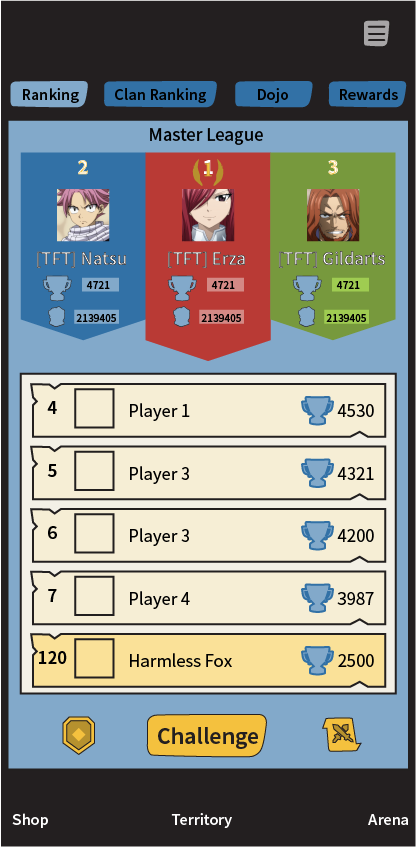 Ranking Clan Ranking Dojo Rewards
Master League
2 1 3
[TFT] Natsu [TFT] Erza [TFT] Gildarts
4721 4721 4721
2139405 2139405 2139405
4 Player 1 4530
5 Player 3 4321
6 Player 3 4200
7 Player 4 3987
120 Harmless Fox 2500
Challenge
Shop Territory Arena